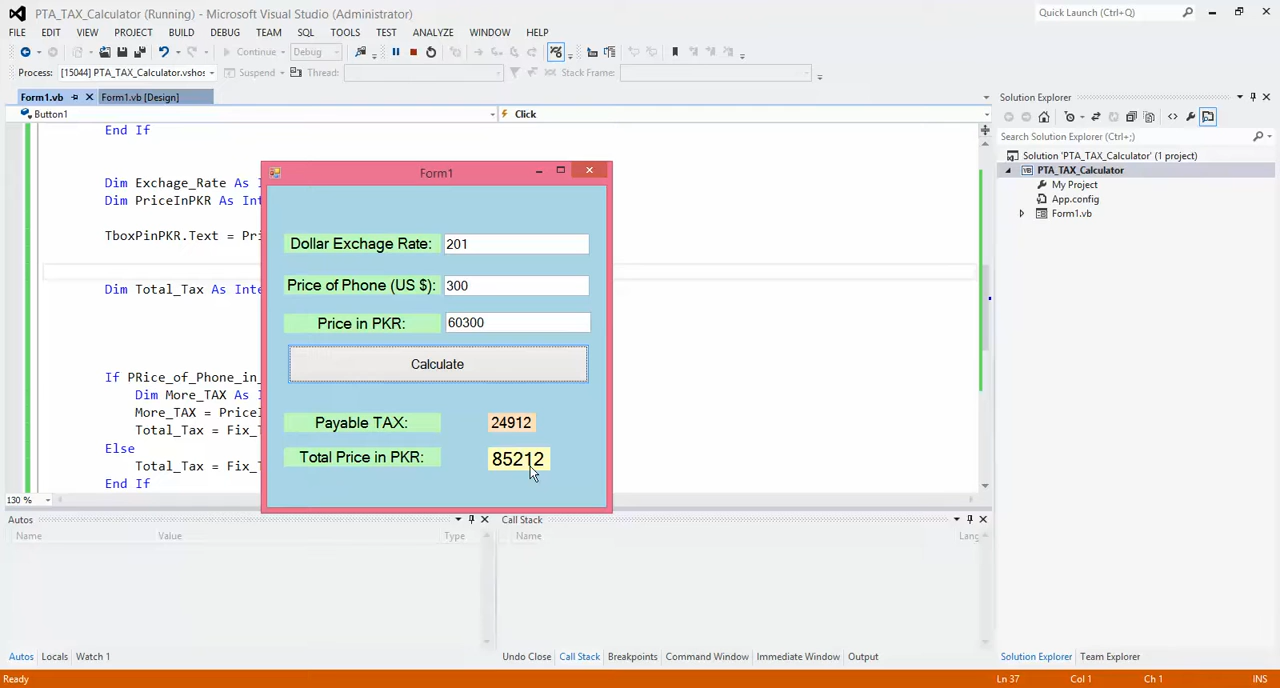 PTA_TAX_Calculator (Running) - Microsoft Visual Studio (Administrator)
Quick Launch (Ctrl+Q)
FILE EDIT VIEW PROJECT BUILD DEBUG TEAM SQL TOOLS TEST ANALYZE WINDOW HELP
Continue Debug
Process: [15044] PTA_TAX_Calculator.vshos Suspend Thread: Stack Frame:
Form1.vb Form1.vb [Design]
Button1 Click
End If
Dim Exchage_Rate As I
Dim PriceInPKR As Int
TboxPinPKR.Text = Pri
Dim Total_Tax As Inte
If PRice_of_Phone_in_
Dim More_TAX As I
More_TAX = PriceI
Total_Tax = Fix_T
Else
Total_Tax = Fix_T
End If
130 %
Form1
Dollar Exchage Rate: 201
Price of Phone (US $): 300
Price in PKR: 60300
Calculate
Payable TAX: 24912
Total Price in PKR: 85212
Solution Explorer
Search Solution Explorer (Ctrl+;)
Solution 'PTA_TAX_Calculator' (1 project)
VB PTA_TAX_Calculator
My Project
App.config
Form1.vb
Autos
Name Value Type
Call Stack
Name Lang
Autos Locals Watch 1
Undo Close Call Stack Breakpoints Command Window Immediate Window Output
Solution Explorer Team Explorer
Ready Ln 37 Col 1 Ch 1 INS